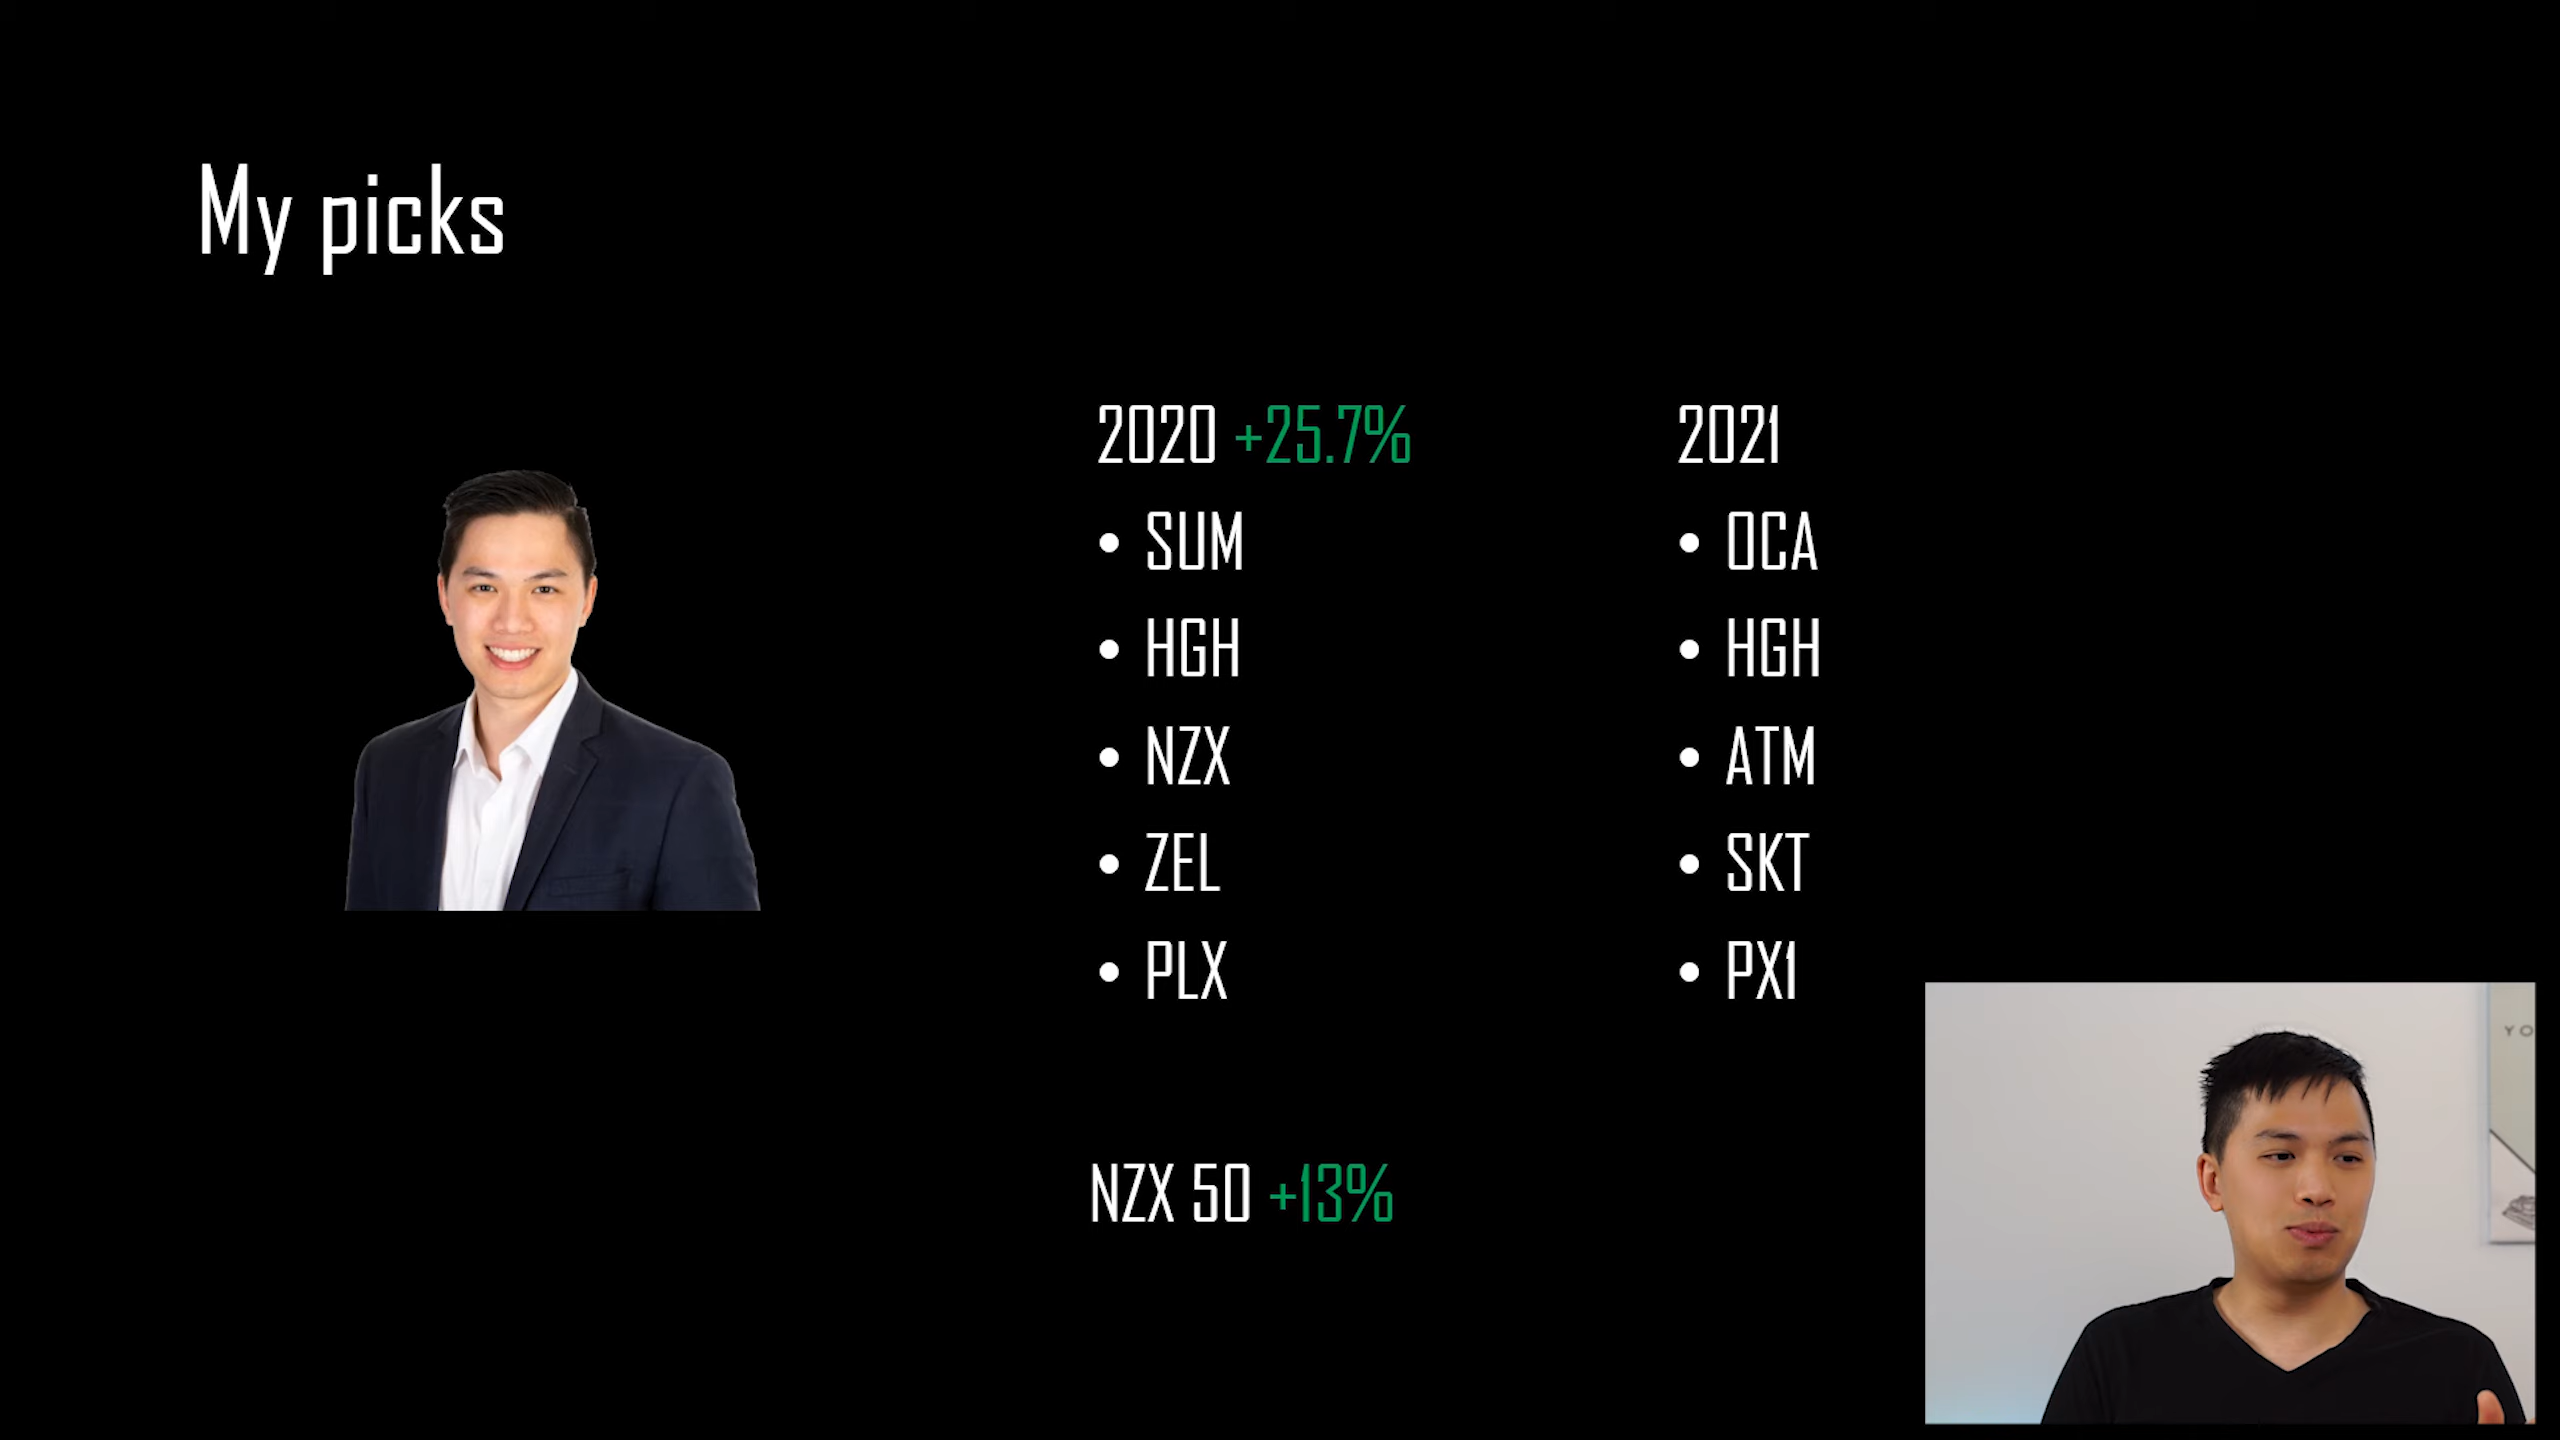 My picks
2020 +25.7%
• SUM
• HGH
• NZX
• ZEL
• PLX
2021
• OCA
• HGH
• ATM
• SKT
• PX1
NZX 50 +13%
YO